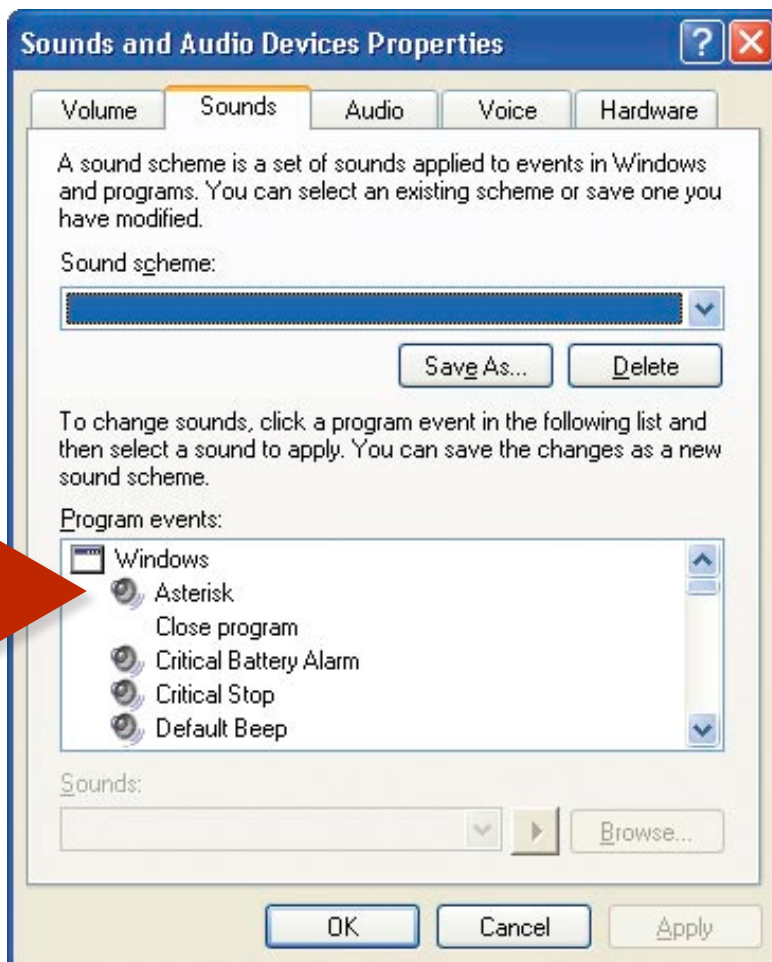 Sounds and Audio Devices Properties
?
Volume Sounds Audio Voice Hardware
A sound scheme is a set of sounds applied to events in Windows
and programs. You can select an existing scheme or save one you
have modified.
Sound scheme:
Save As... Delete
To change sounds, click a program event in the following list and
then select a sound to apply. You can save the changes as a new
sound scheme.
Program events:
Windows
Asterisk
Close program
Critical Battery Alarm
Critical Stop
Default Beep
Sounds:
Browse...
OK Cancel Apply